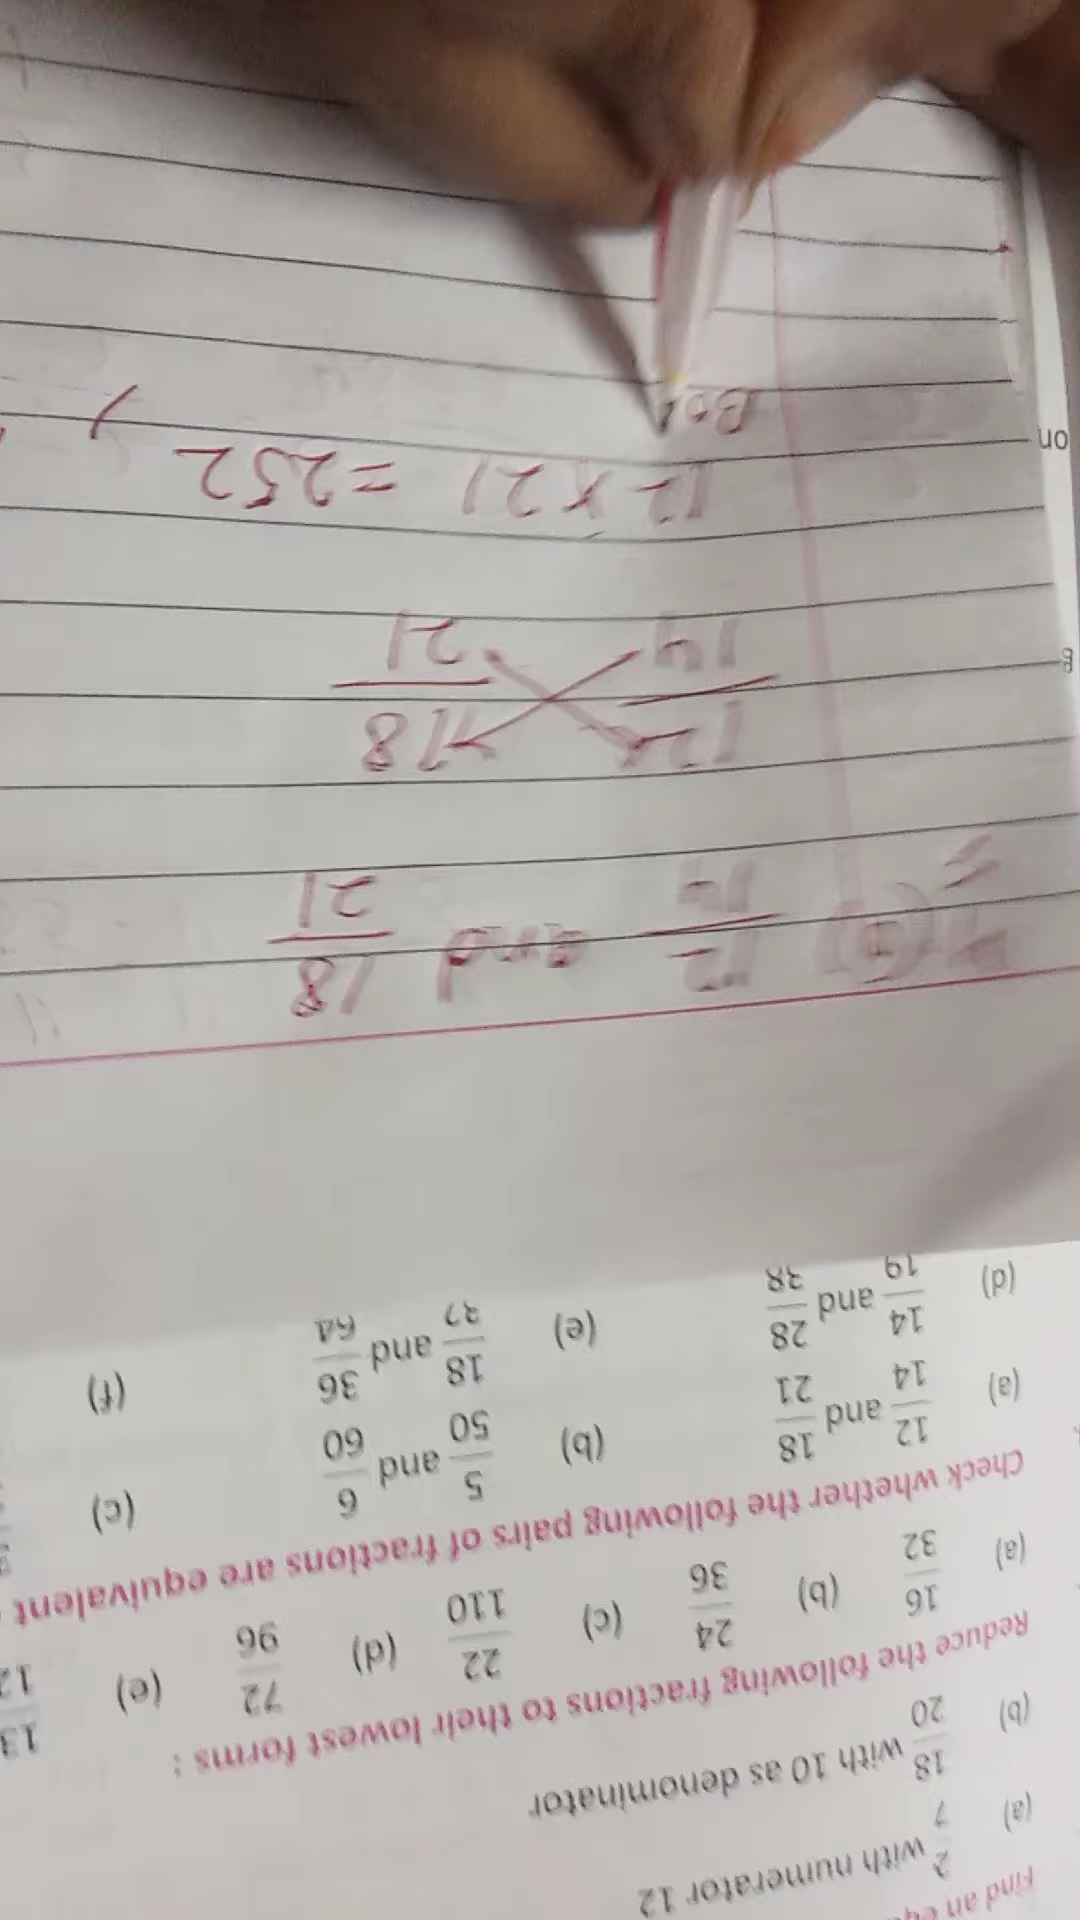 Find an
(a) 2/7 with numerator 12
(b) 18/20 with 10 as denominator
Reduce the following fractions to their lowest forms :
(a) 16/32 (b) 24/36 (c) 22/110 (d) 72/96 (e) 13/12
Check whether the following pairs of fractions are equivalent
(a) 12/14 and 18/21 (b) 5/50 and 6/60 (c)
(d) 14/19 and 28/38 (e) 18/37 and 36/64 (f)
12/14 and 18/21
=
12/14 18/21
12 x 21 = 252 ,
on